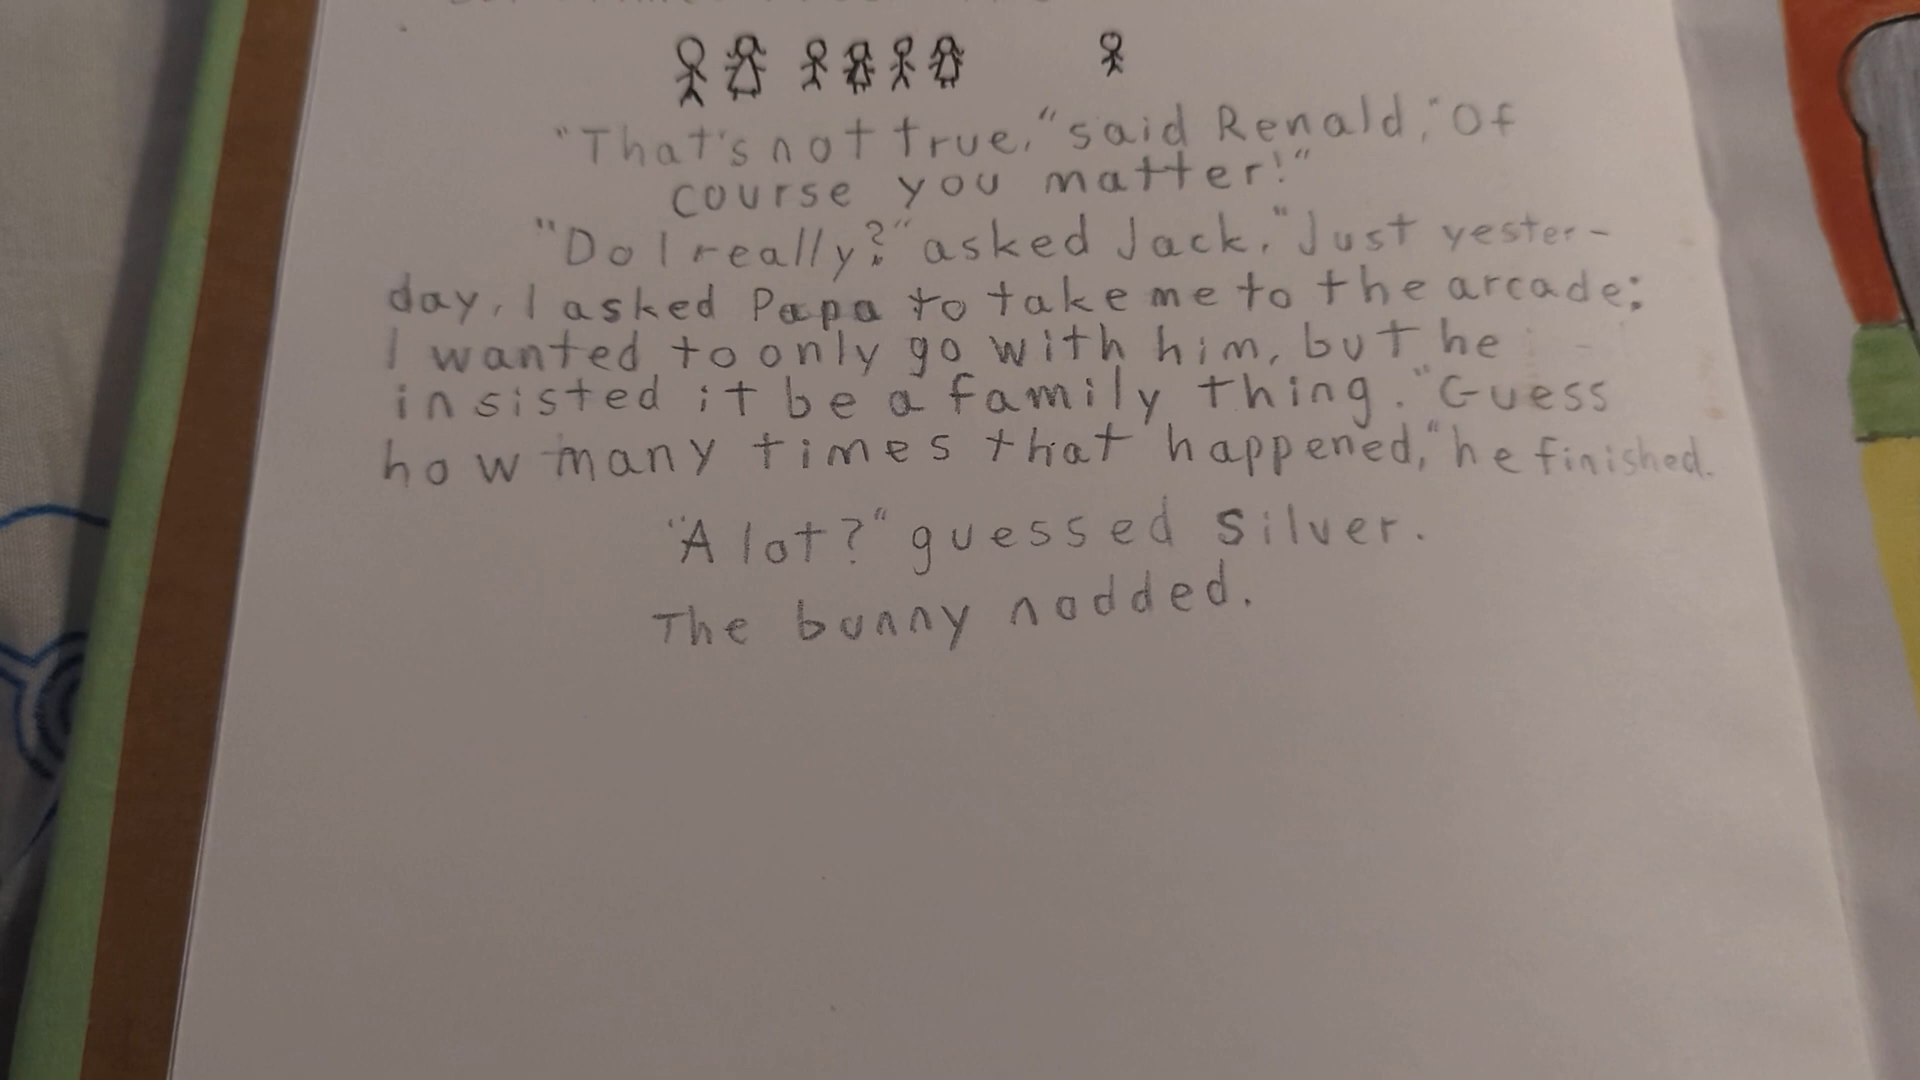 "That's not true," said Renald, "Of
course you matter!"
"Do I really?" asked Jack. "Just yester-
day, I asked Papa to take me to the arcade;
I wanted to only go with him, but he
insisted it be a family thing. "Guess
how many times that happened," he finished.
"A lot?" guessed Silver.
The bunny nodded.